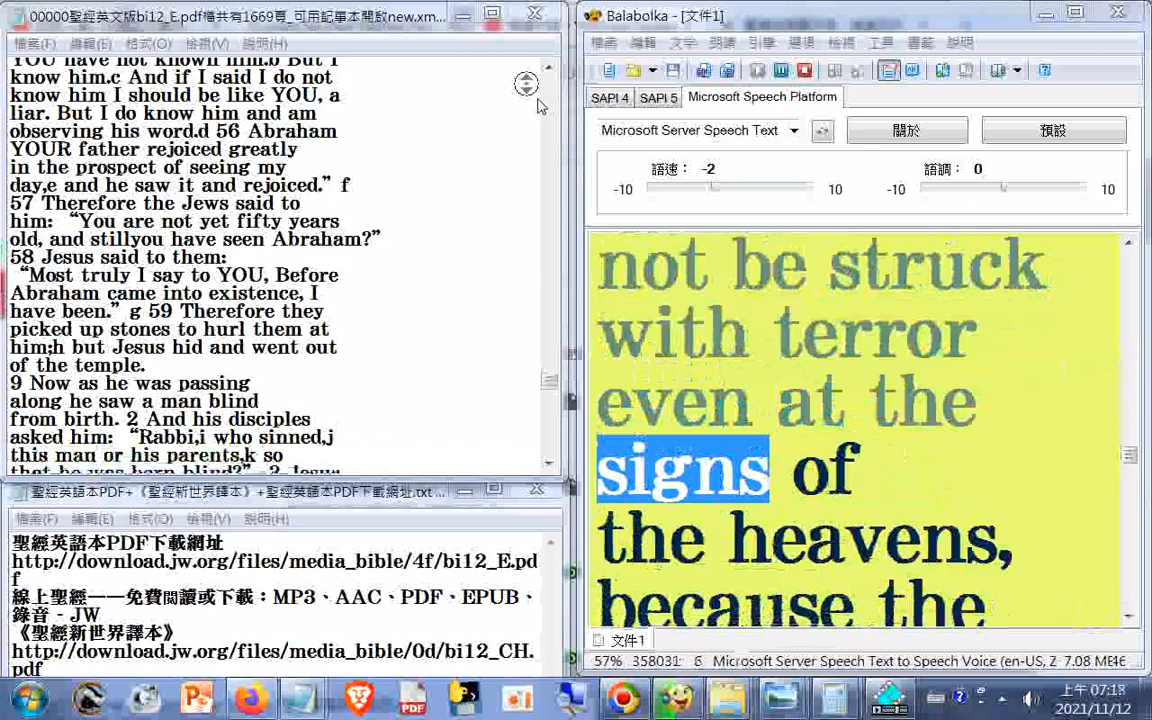 00000聖經英文版bi12_E.pdf檔共有1669頁_可用記事本開啟new.xm...
檔案(F) 編輯(E) 格式(O) 檢視(V) 說明(H)
YOU have not known him.b But I
know him.c And if I said I do not
know him I should be like YOU, a
liar. But I do know him and am
observing his word.d 56 Abraham
YOUR father rejoiced greatly
in the prospect of seeing my
day,e and he saw it and rejoiced.” f
57 Therefore the Jews said to
him: “You are not yet fifty years
old, and stillyou have seen Abraham?”
58 Jesus said to them:
“Most truly I say to YOU, Before
Abraham came into existence, I
have been.” g 59 Therefore they
picked up stones to hurl them at
him;h but Jesus hid and went out
of the temple.
9 Now as he was passing
along he saw a man blind
from birth. 2 And his disciples
asked him: “Rabbi,i who sinned,j
this man or his parents,k so
that he was born blind?” 3 Jesus
聖經英語本PDF+《聖經新世界譯本》+聖經英語本PDF下載網址.txt ...
檔案(F) 編輯(E) 格式(O) 檢視(V) 說明(H)
聖經英語本PDF下載網址
http://download.jw.org/files/media_bible/4f/bi12_E.pd
f
線上聖經——免費閱讀或下載：MP3、AAC、PDF、EPUB、
錄音 - JW
《聖經新世界譯本》
http://download.jw.org/files/media_bible/0d/bi12_CH.
pdf
Balabolka - [文件1]
檔案 編輯 文字 朗讀 引擎 選項 檢視 工具 書籤 說明
SAPI 4 SAPI 5 Microsoft Speech Platform
Microsoft Server Speech Text 關於 預設
語速： -2 語調： 0
-10 10 -10 10
not be struck
with terror
even at the
signs of
the heavens,
because the
文件1
57% 358031: 6 Microsoft Server Speech Text to Speech Voice (en-US, Z 7.08 ME46
上午 07:18
2021/11/12